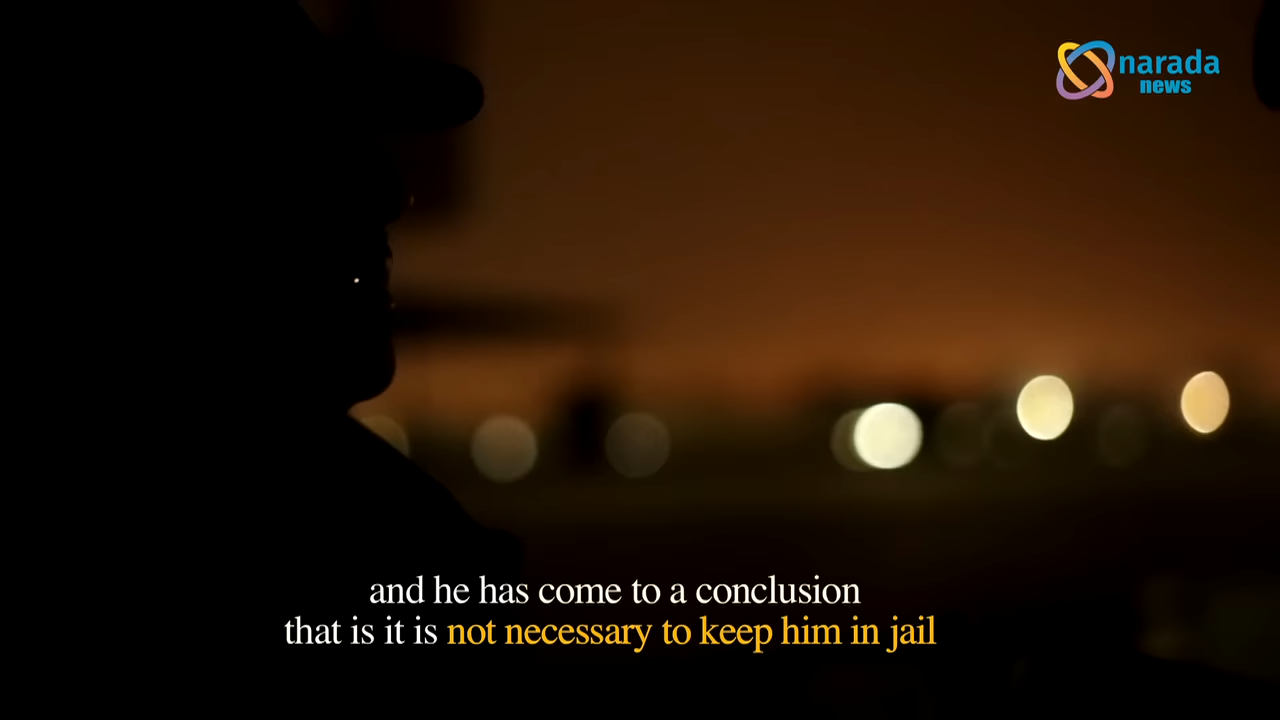 narada
news
and he has come to a conclusion
that is it is not necessary to keep him in jail